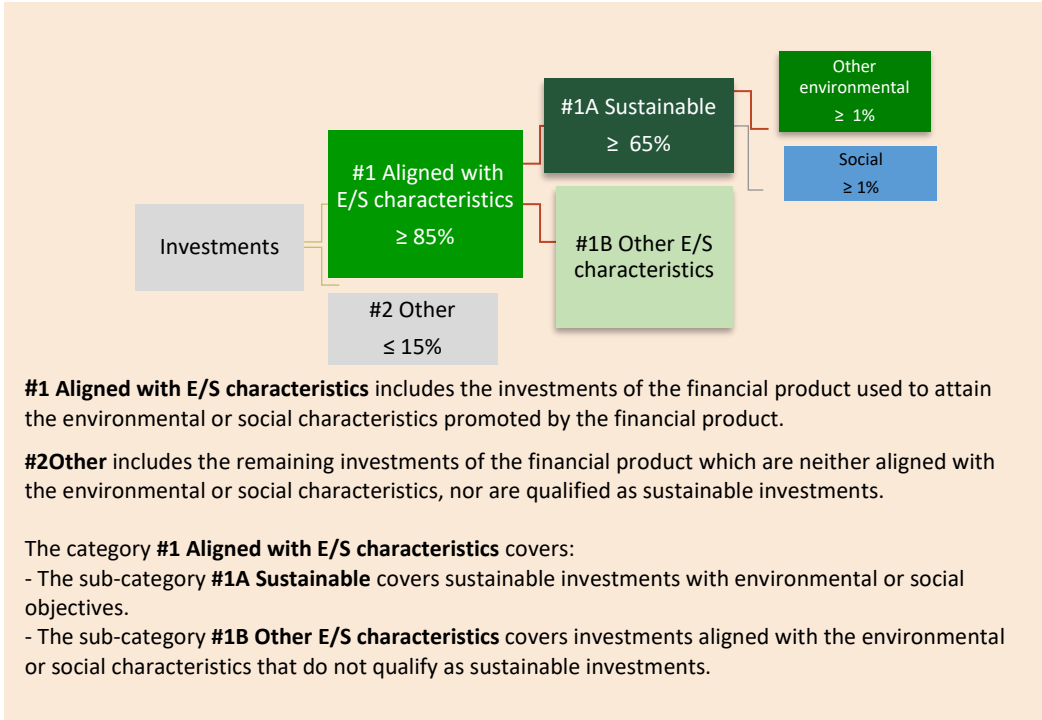 Other
environmental
≥ 1%
#1A Sustainable
≥ 65%
Social
≥ 1%
#1 Aligned with
E/S characteristics
≥ 85%
#1B Other E/S
characteristics
Investments
#2 Other
≤ 15%
#1 Aligned with E/S characteristics includes the investments of the financial product used to attain
the environmental or social characteristics promoted by the financial product.
#2Other includes the remaining investments of the financial product which are neither aligned with
the environmental or social characteristics, nor are qualified as sustainable investments.
The category #1 Aligned with E/S characteristics covers:
- The sub-category #1A Sustainable covers sustainable investments with environmental or social
objectives.
- The sub-category #1B Other E/S characteristics covers investments aligned with the environmental
or social characteristics that do not qualify as sustainable investments.